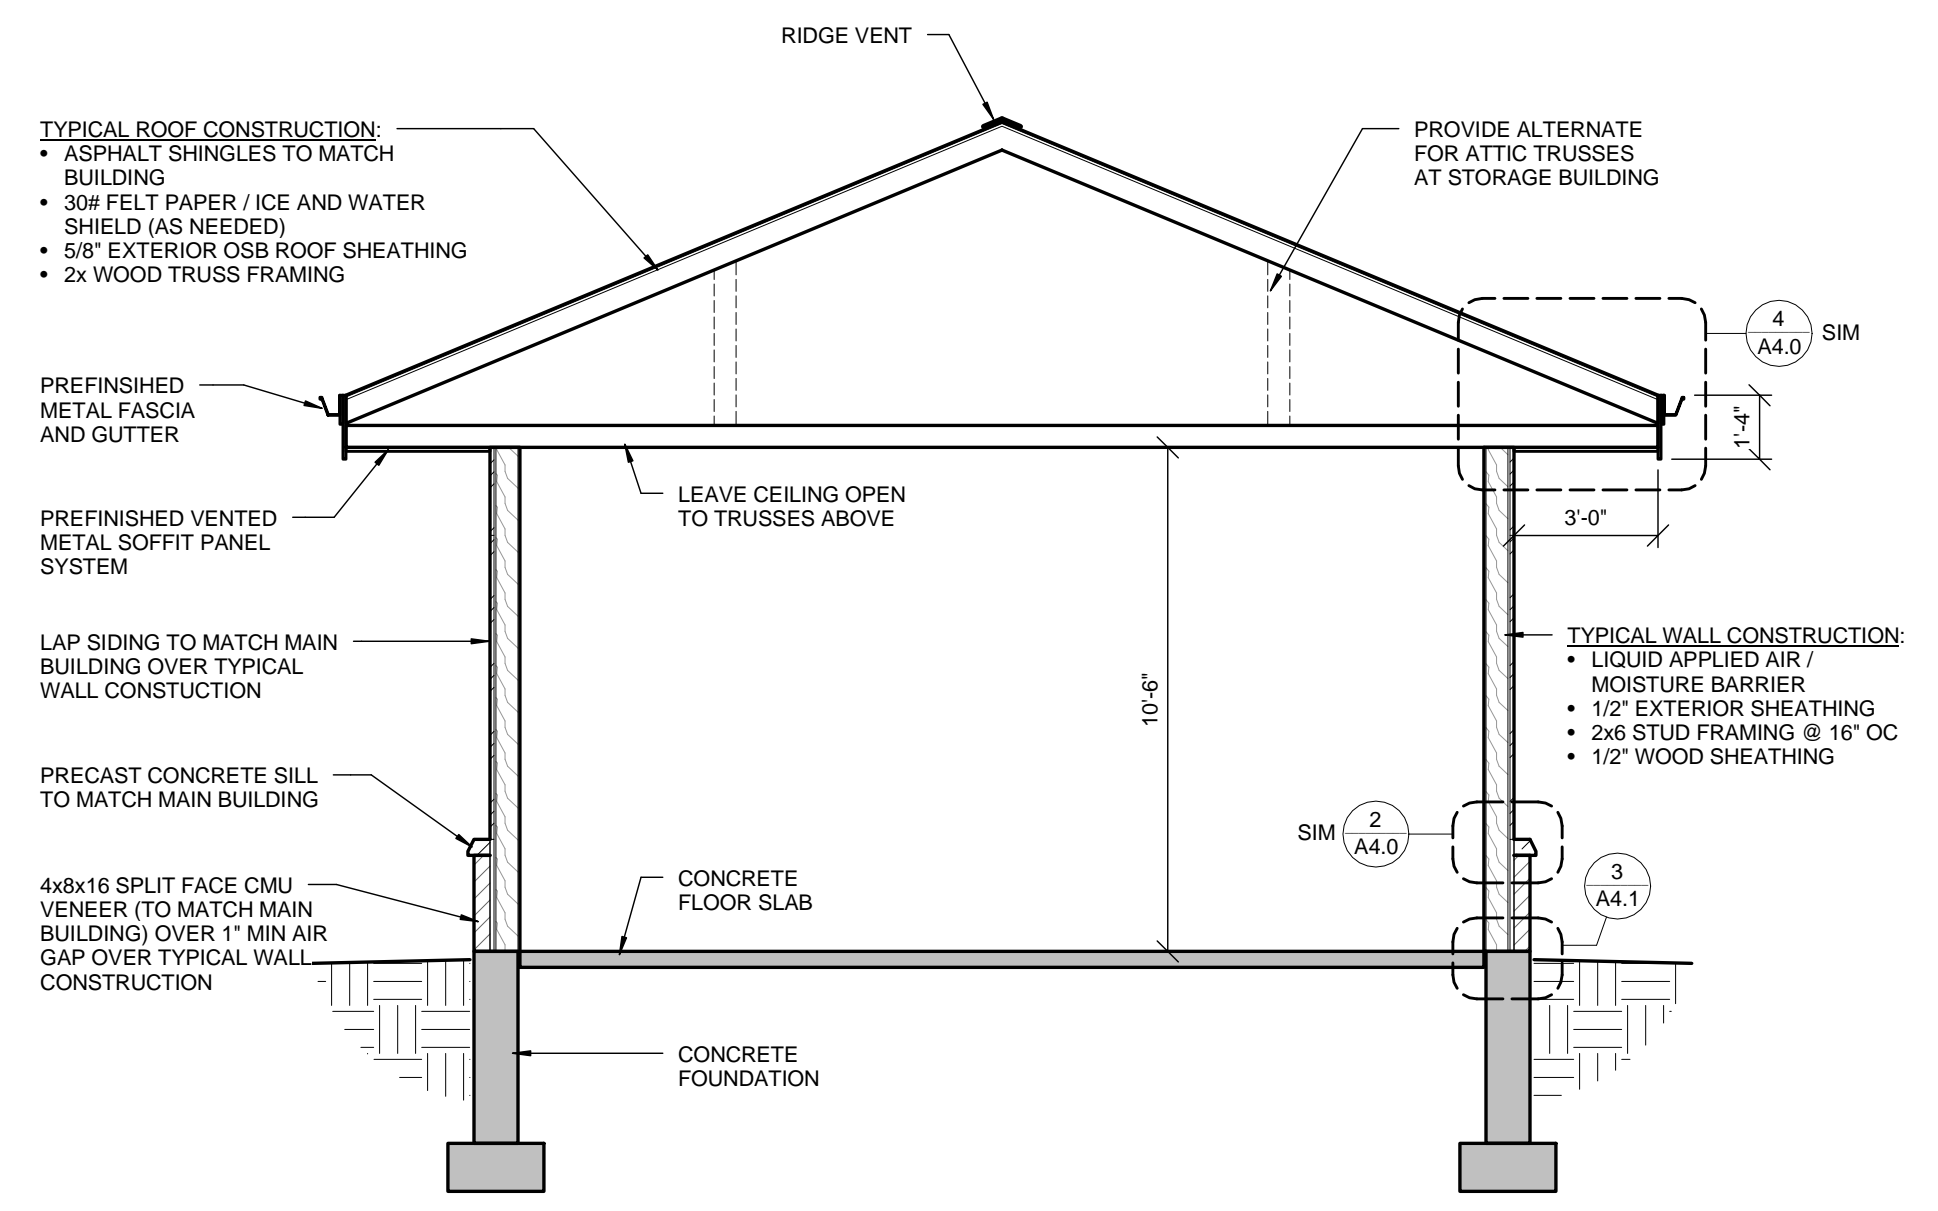 RIDGE VENT
TYPICAL ROOF CONSTRUCTION:
• ASPHALT SHINGLES TO MATCH
BUILDING
• 30# FELT PAPER / ICE AND WATER
SHIELD (AS NEEDED)
• 5/8" EXTERIOR OSB ROOF SHEATHING
• 2x WOOD TRUSS FRAMING
PROVIDE ALTERNATE
FOR ATTIC TRUSSES
AT STORAGE BUILDING
4
A4.0
SIM
PREFINSIHED
METAL FASCIA
AND GUTTER
1'-4"
LEAVE CEILING OPEN
TO TRUSSES ABOVE
3'-0"
PREFINISHED VENTED
METAL SOFFIT PANEL
SYSTEM
LAP SIDING TO MATCH MAIN
BUILDING OVER TYPICAL
WALL CONSTUCTION
10'-6"
TYPICAL WALL CONSTRUCTION:
• LIQUID APPLIED AIR /
MOISTURE BARRIER
• 1/2" EXTERIOR SHEATHING
• 2x6 STUD FRAMING @ 16" OC
• 1/2" WOOD SHEATHING
PRECAST CONCRETE SILL
TO MATCH MAIN BUILDING
SIM
2
A4.0
3
A4.1
4x8x16 SPLIT FACE CMU
VENEER (TO MATCH MAIN
BUILDING) OVER 1" MIN AIR
GAP OVER TYPICAL WALL
CONSTRUCTION
CONCRETE
FLOOR SLAB
CONCRETE
FOUNDATION